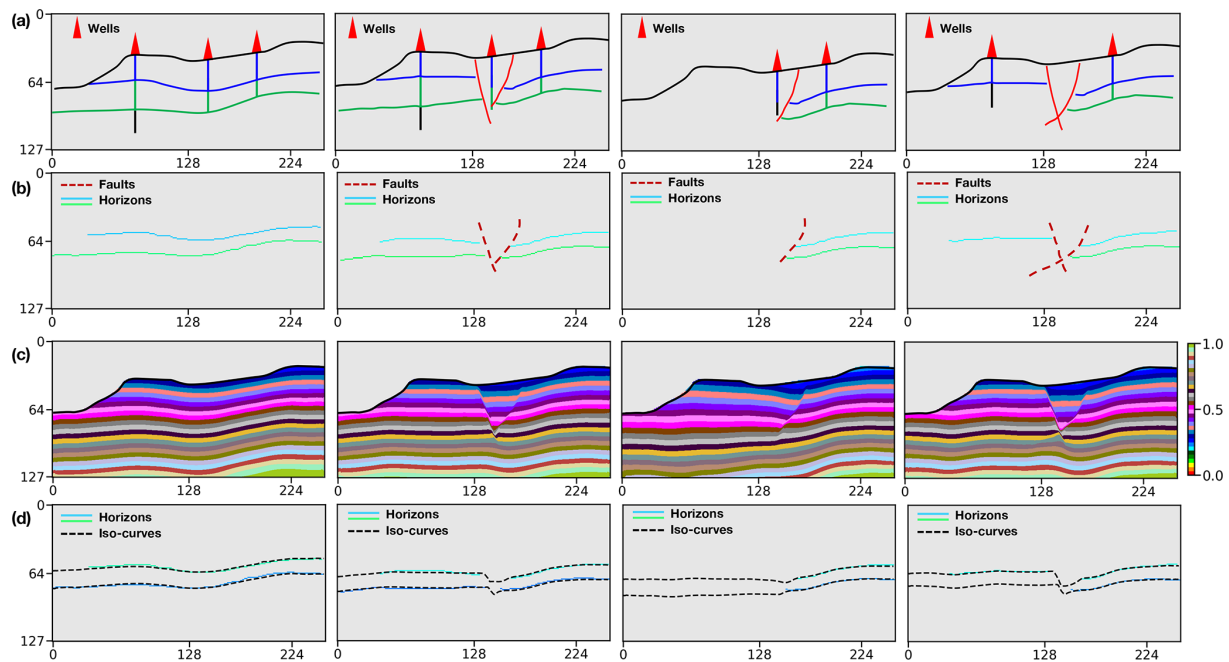 (a)
0
64
127
Wells
Wells
Wells
Wells
0 128 224
0 128 224
0 128 224
0 128 224
(b)
0
64
127
Faults
Horizons
Faults
Horizons
Faults
Horizons
Faults
Horizons
0 128 224
0 128 224
0 128 224
0 128 224
(c)
0
64
127
1.0
0.5
0.0
0 128 224
0 128 224
0 128 224
0 128 224
(d)
0
64
127
Horizons
Iso-curves
Horizons
Iso-curves
Horizons
Iso-curves
Horizons
Iso-curves
0 128 224
0 128 224
0 128 224
0 128 224